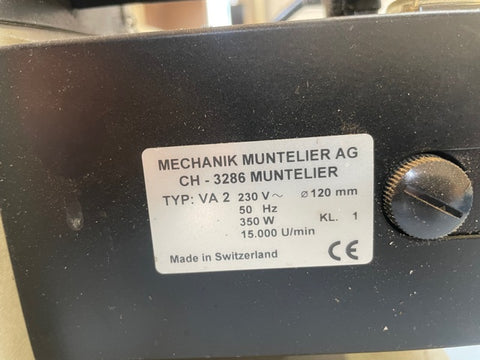 MECHANIK MUNTELIER AG
CH - 3286 MUNTELIER
TYP: VA 2 230 V ~ ⌀ 120 mm
50 Hz
350 W KL. 1
15.000 U/min
Made in Switzerland CE